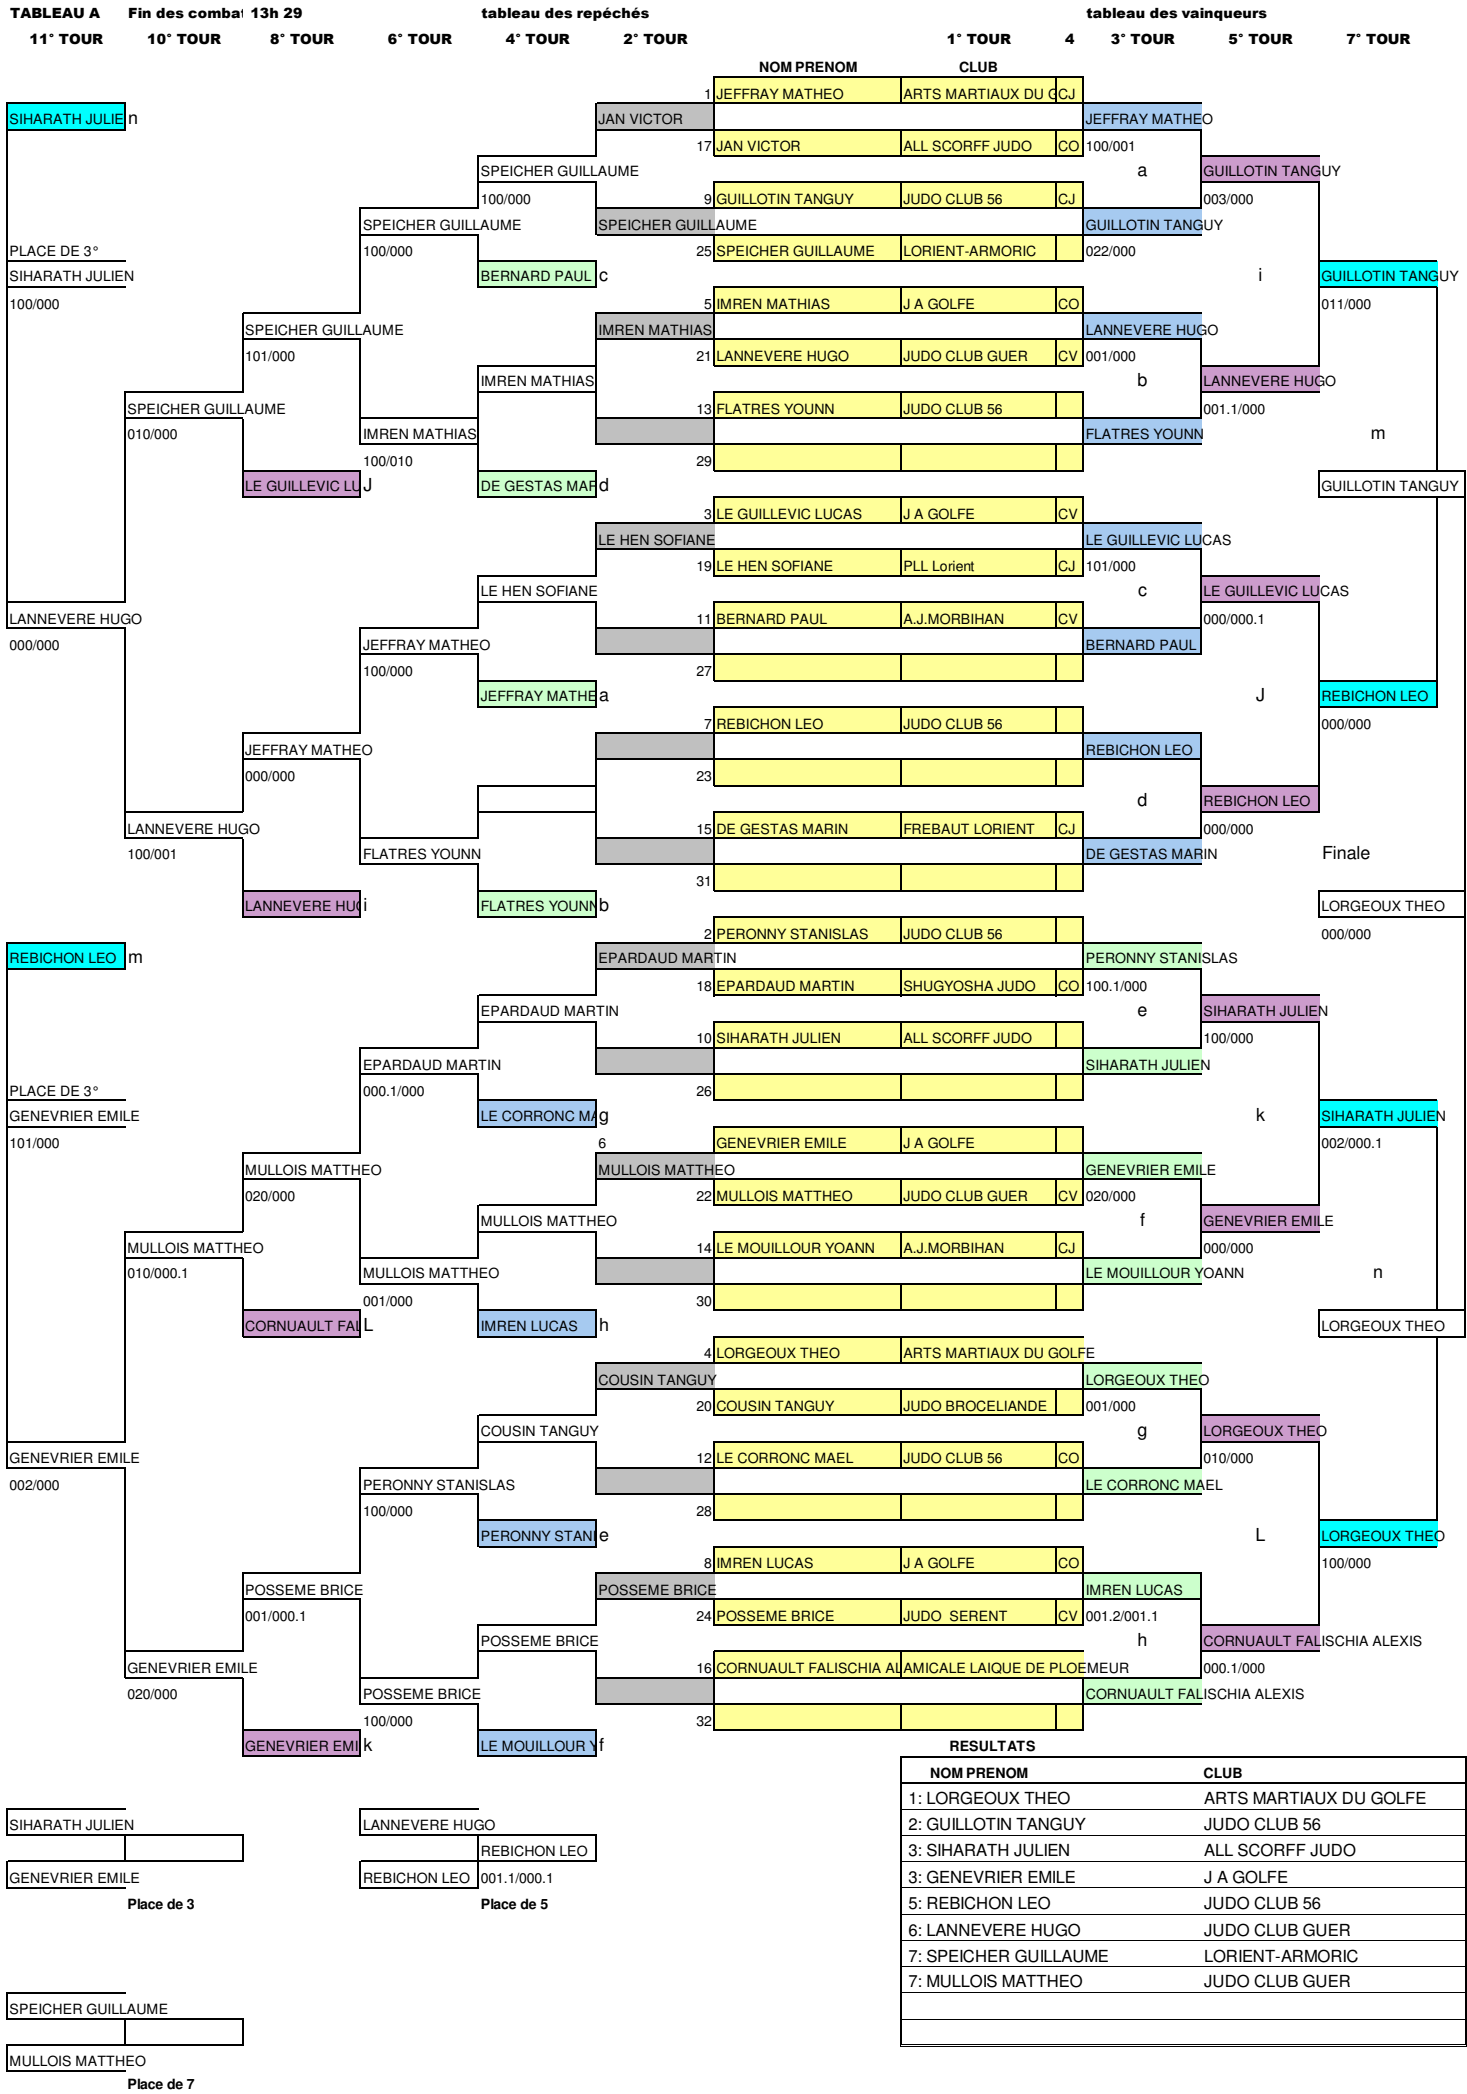 TABLEAU A Fin des combat 13h 29 tableau des repéchés tableau des vainqueurs
11° TOUR 10° TOUR 8° TOUR 6° TOUR 4° TOUR 2° TOUR 1° TOUR 4 3° TOUR 5° TOUR 7° TOUR
NOM PRENOM CLUB
1 JEFFRAY MATHEO ARTS MARTIAUX DU G CJ
SIHARATH JULIE n JAN VICTOR JEFFRAY MATHEO
17 JAN VICTOR ALL SCORFF JUDO CO 100/001
SPEICHER GUILLAUME a GUILLOTIN TANGUY
100/000 9 GUILLOTIN TANGUY JUDO CLUB 56 CJ 003/000
SPEICHER GUILLAUME SPEICHER GUILLAUME GUILLOTIN TANGUY
PLACE DE 3° 100/000 25 SPEICHER GUILLAUME LORIENT-ARMORIC 022/000
SIHARATH JULIEN BERNARD PAUL c i GUILLOTIN TANGUY
100/000 5 IMREN MATHIAS J A GOLFE CO 011/000
SPEICHER GUILLAUME IMREN MATHIAS LANNEVERE HUGO
101/000 21 LANNEVERE HUGO JUDO CLUB GUER CV 001/000
IMREN MATHIAS b LANNEVERE HUGO
SPEICHER GUILLAUME 13 FLATRES YOUNN JUDO CLUB 56 001.1/000
010/000 IMREN MATHIAS FLATRES YOUNN m
100/010 29
LE GUILLEVIC LU J DE GESTAS MAR d GUILLOTIN TANGUY
3 LE GUILLEVIC LUCAS J A GOLFE CV
LE HEN SOFIANE LE GUILLEVIC LUCAS
19 LE HEN SOFIANE PLL Lorient CJ 101/000
LE HEN SOFIANE c LE GUILLEVIC LUCAS
LANNEVERE HUGO 11 BERNARD PAUL A.J.MORBIHAN CV 000/000.1
000/000 JEFFRAY MATHEO BERNARD PAUL
100/000 27
JEFFRAY MATHE a J REBICHON LEO
7 REBICHON LEO JUDO CLUB 56 000/000
JEFFRAY MATHEO REBICHON LEO
000/000 23
d REBICHON LEO
LANNEVERE HUGO 15 DE GESTAS MARIN FREBAUT LORIENT CJ 000/000
100/001 FLATRES YOUNN DE GESTAS MARIN Finale
31
LANNEVERE HUG i FLATRES YOUNN b LORGEOUX THEO
2 PERONNY STANISLAS JUDO CLUB 56 000/000
REBICHON LEO m EPARDAUD MARTIN PERONNY STANISLAS
18 EPARDAUD MARTIN SHUGYOSHA JUDO CO 100.1/000
EPARDAUD MARTIN e SIHARATH JULIEN
10 SIHARATH JULIEN ALL SCORFF JUDO 100/000
EPARDAUD MARTIN SIHARATH JULIEN
PLACE DE 3° 000.1/000 26
GENEVRIER EMILE LE CORRONC MA g k SIHARATH JULIEN
101/000 6 GENEVRIER EMILE J A GOLFE 002/000.1
MULLOIS MATTHEO MULLOIS MATTHEO GENEVRIER EMILE
020/000 22 MULLOIS MATTHEO JUDO CLUB GUER CV 020/000
MULLOIS MATTHEO f GENEVRIER EMILE
MULLOIS MATTHEO 14 LE MOUILLOUR YOANN A.J.MORBIHAN CJ 000/000
010/000.1 MULLOIS MATTHEO LE MOUILLOUR YOANN n
001/000 30
CORNUAULT FAL L IMREN LUCAS h LORGEOUX THEO
4 LORGEOUX THEO ARTS MARTIAUX DU GOLFE
COUSIN TANGUY LORGEOUX THEO
20 COUSIN TANGUY JUDO BROCELIANDE 001/000
COUSIN TANGUY g LORGEOUX THEO
GENEVRIER EMILE 12 LE CORRONC MAEL JUDO CLUB 56 CO 010/000
002/000 PERONNY STANISLAS LE CORRONC MAEL
100/000 28
PERONNY STANI e L LORGEOUX THEO
8 IMREN LUCAS J A GOLFE CO 100/000
POSSEME BRICE POSSEME BRICE IMREN LUCAS
001/000.1 24 POSSEME BRICE JUDO SERENT CV 001.2/001.1
POSSEME BRICE h CORNUAULT FALISCHIA ALEXIS
GENEVRIER EMILE 16 CORNUAULT FALISCHIA AL AMICALE LAIQUE DE PLOEMEUR 000.1/000
020/000 POSSEME BRICE CORNUAULT FALISCHIA ALEXIS
100/000 32
GENEVRIER EMI k LE MOUILLOUR Y f RESULTATS
NOM PRENOM CLUB
1: LORGEOUX THEO ARTS MARTIAUX DU GOLFE
SIHARATH JULIEN LANNEVERE HUGO 2: GUILLOTIN TANGUY JUDO CLUB 56
REBICHON LEO 3: SIHARATH JULIEN ALL SCORFF JUDO
GENEVRIER EMILE REBICHON LEO 001.1/000.1 3: GENEVRIER EMILE J A GOLFE
Place de 3 Place de 5 5: REBICHON LEO JUDO CLUB 56
6: LANNEVERE HUGO JUDO CLUB GUER
7: SPEICHER GUILLAUME LORIENT-ARMORIC
7: MULLOIS MATTHEO JUDO CLUB GUER
SPEICHER GUILLAUME
MULLOIS MATTHEO
Place de 7